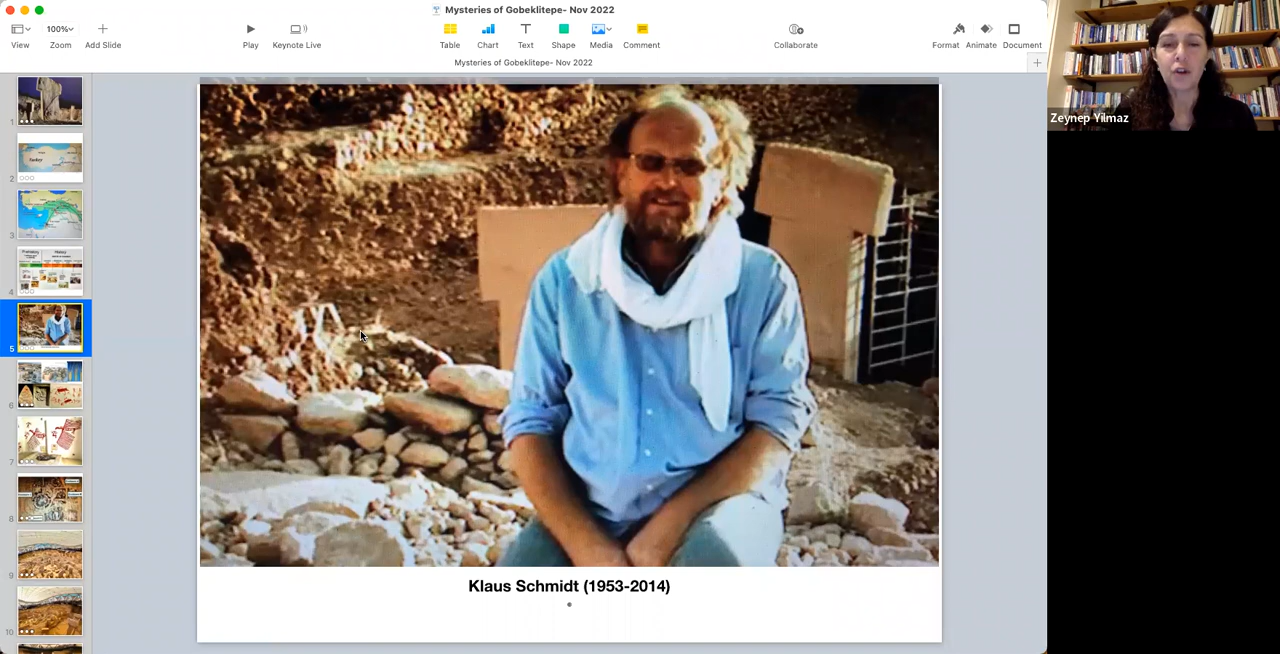 Mysteries of Gobeklitepe- Nov 2022
100%
View
Zoom
Add Slide
Play
Keynote Live
Table
Chart
Text
Shape
Media
Comment
Collaborate
Format
Animate
Document
Mysteries of Gobeklitepe- Nov 2022
1
2
3
4
5
6
7
8
9
10
Klaus Schmidt (1953-2014)
Zeynep Yilmaz